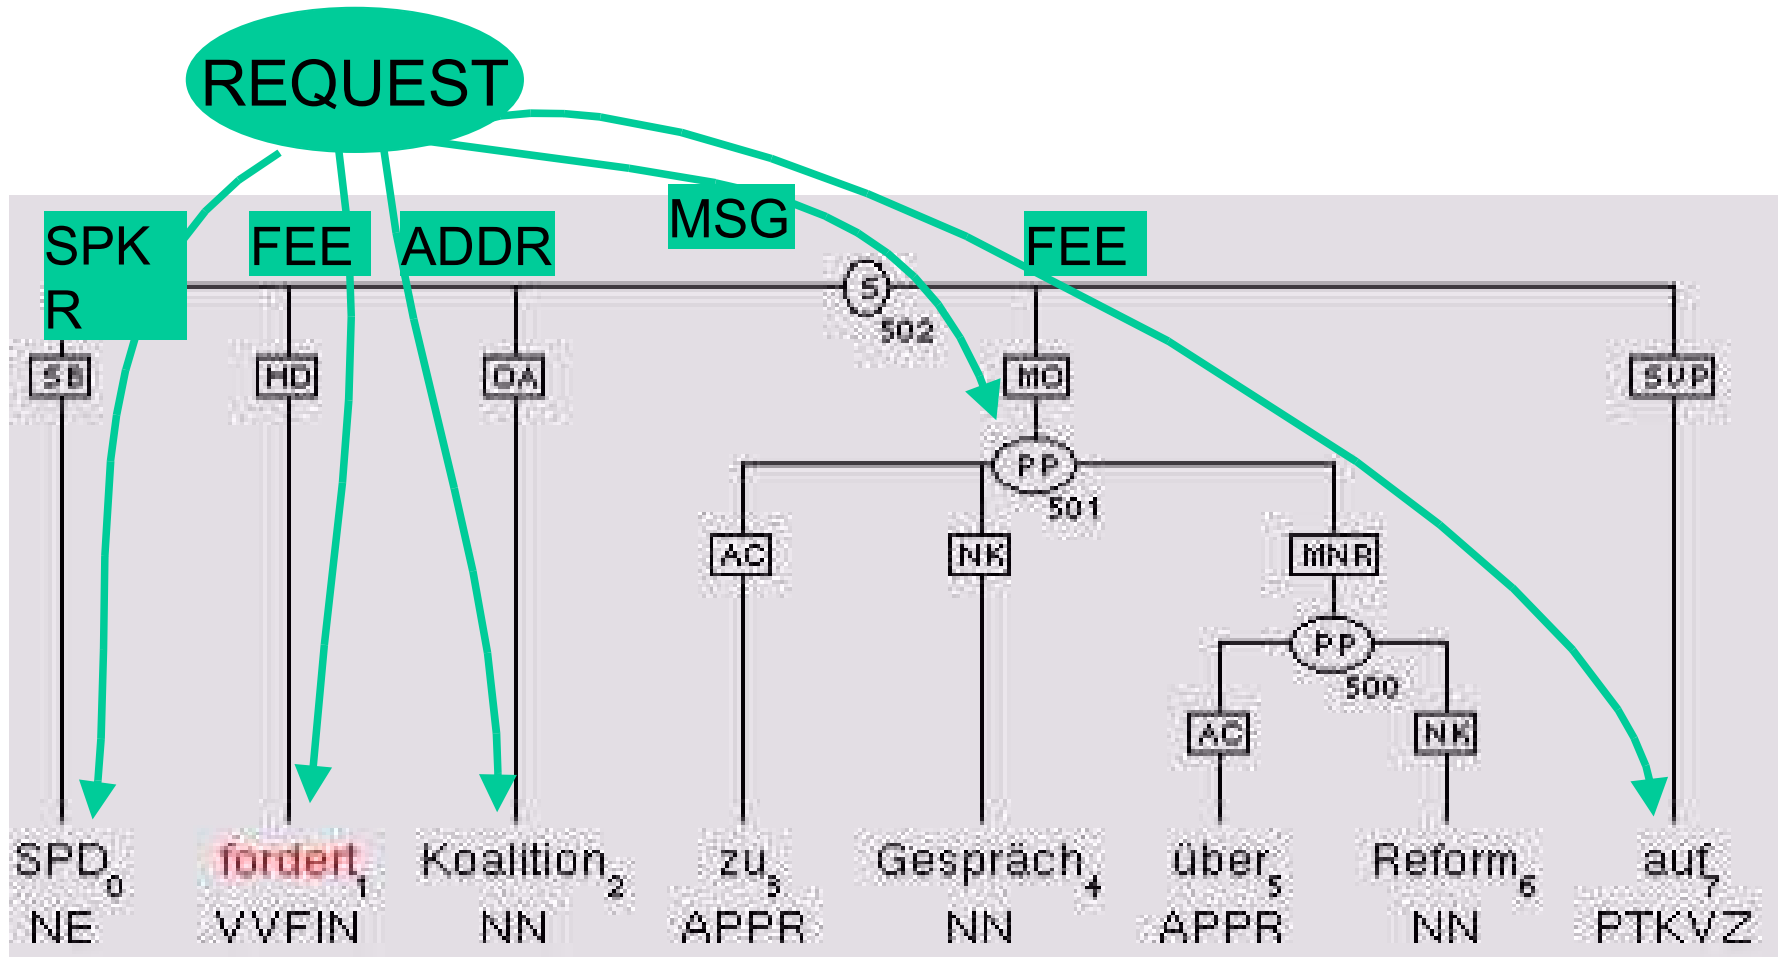 REQUEST
MSG
SPK
R
FEE
ADDR
FEE
S
502
SB
HD
DA
MO
SVP
PP
501
AC
NK
MNR
PP
500
AC
NK
SPD0 fordert1 Koalition2 zu3 Gespräch4 über5 Reform6 auf7
NE VVFIN NN APPR NN APPR NN PTKVZ